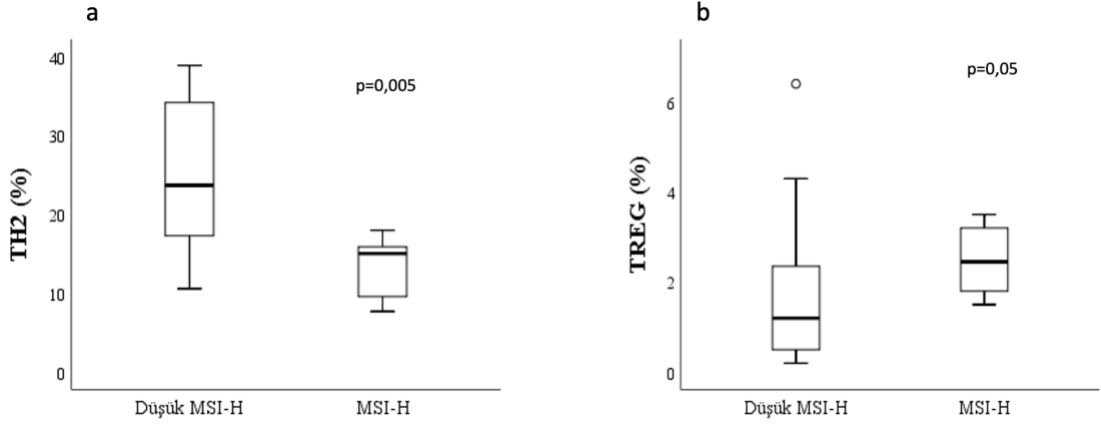 a
TH2 (%)
40
30
20
10
0
p=0,005
Düşük MSI-H
MSI-H
b
TREG (%)
6
4
2
0
p=0,05
Düşük MSI-H
MSI-H